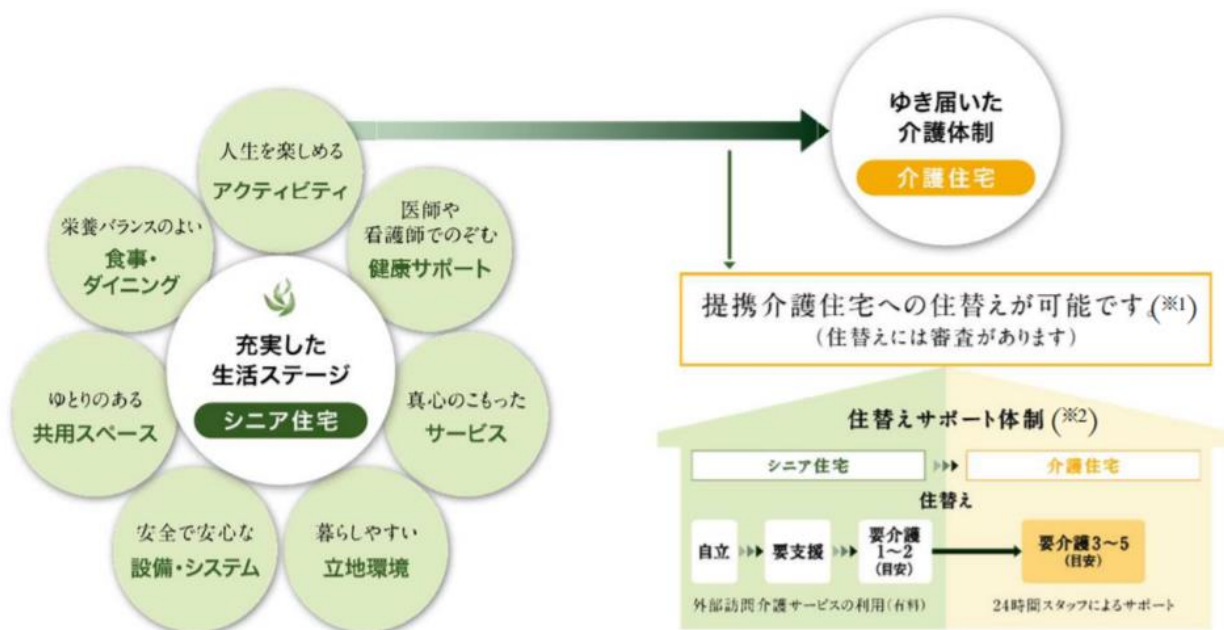 人生を楽しめる
アクティビティ
医師や
看護師でのぞむ
健康サポート
真心のこもった
サービス
暮らしやすい
立地環境
安全で安心な
設備・システム
ゆとりのある
共用スペース
栄養バランスのよい
食事・
ダイニング
充実した
生活ステージ
シニア住宅
ゆき届いた
介護体制
介護住宅
提携介護住宅への住替えが可能です。(※1)
(住替えには審査があります)
住替えサポート体制(※2)
シニア住宅
介護住宅
住替え
自立
要支援
要介護
1〜2
(目安)
要介護3〜5
(目安)
外部訪問介護サービスの利用(有料)
24時間スタッフによるサポート